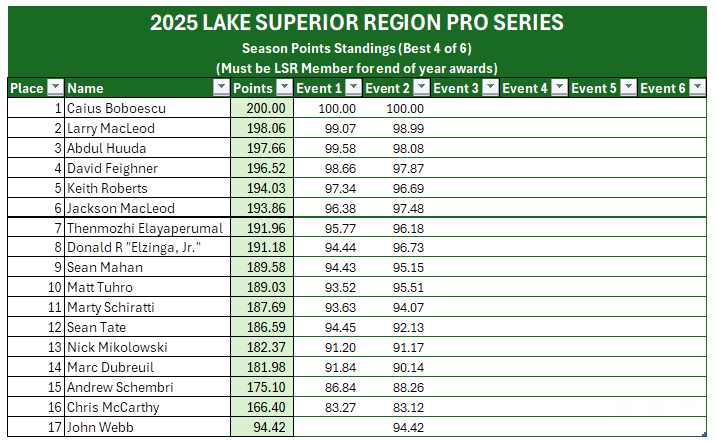 2025 LAKE SUPERIOR REGION PRO SERIES
Season Points Standings (Best 4 of 6)
(Must be LSR Member for end of year awards)
Place Name Points Event 1 Event 2 Event 3 Event 4 Event 5 Event 6
1 Caius Boboescu 200.00 100.00 100.00
2 Larry MacLeod 198.06 99.07 98.99
3 Abdul Huuda 197.66 99.58 98.08
4 David Feighner 196.52 98.66 97.87
5 Keith Roberts 194.03 97.34 96.69
6 Jackson MacLeod 193.86 96.38 97.48
7 Thenmozhi Elayaperumal 191.96 95.77 96.18
8 Donald R "Elzinga, Jr." 191.18 94.44 96.73
9 Sean Mahan 189.58 94.43 95.15
10 Matt Tuhro 189.03 93.52 95.51
11 Marty Schiratti 187.69 93.63 94.07
12 Sean Tate 186.59 94.45 92.13
13 Nick Mikolowski 182.37 91.20 91.17
14 Marc Dubreuil 181.98 91.84 90.14
15 Andrew Schembri 175.10 86.84 88.26
16 Chris McCarthy 166.40 83.27 83.12
17 John Webb 94.42 94.42